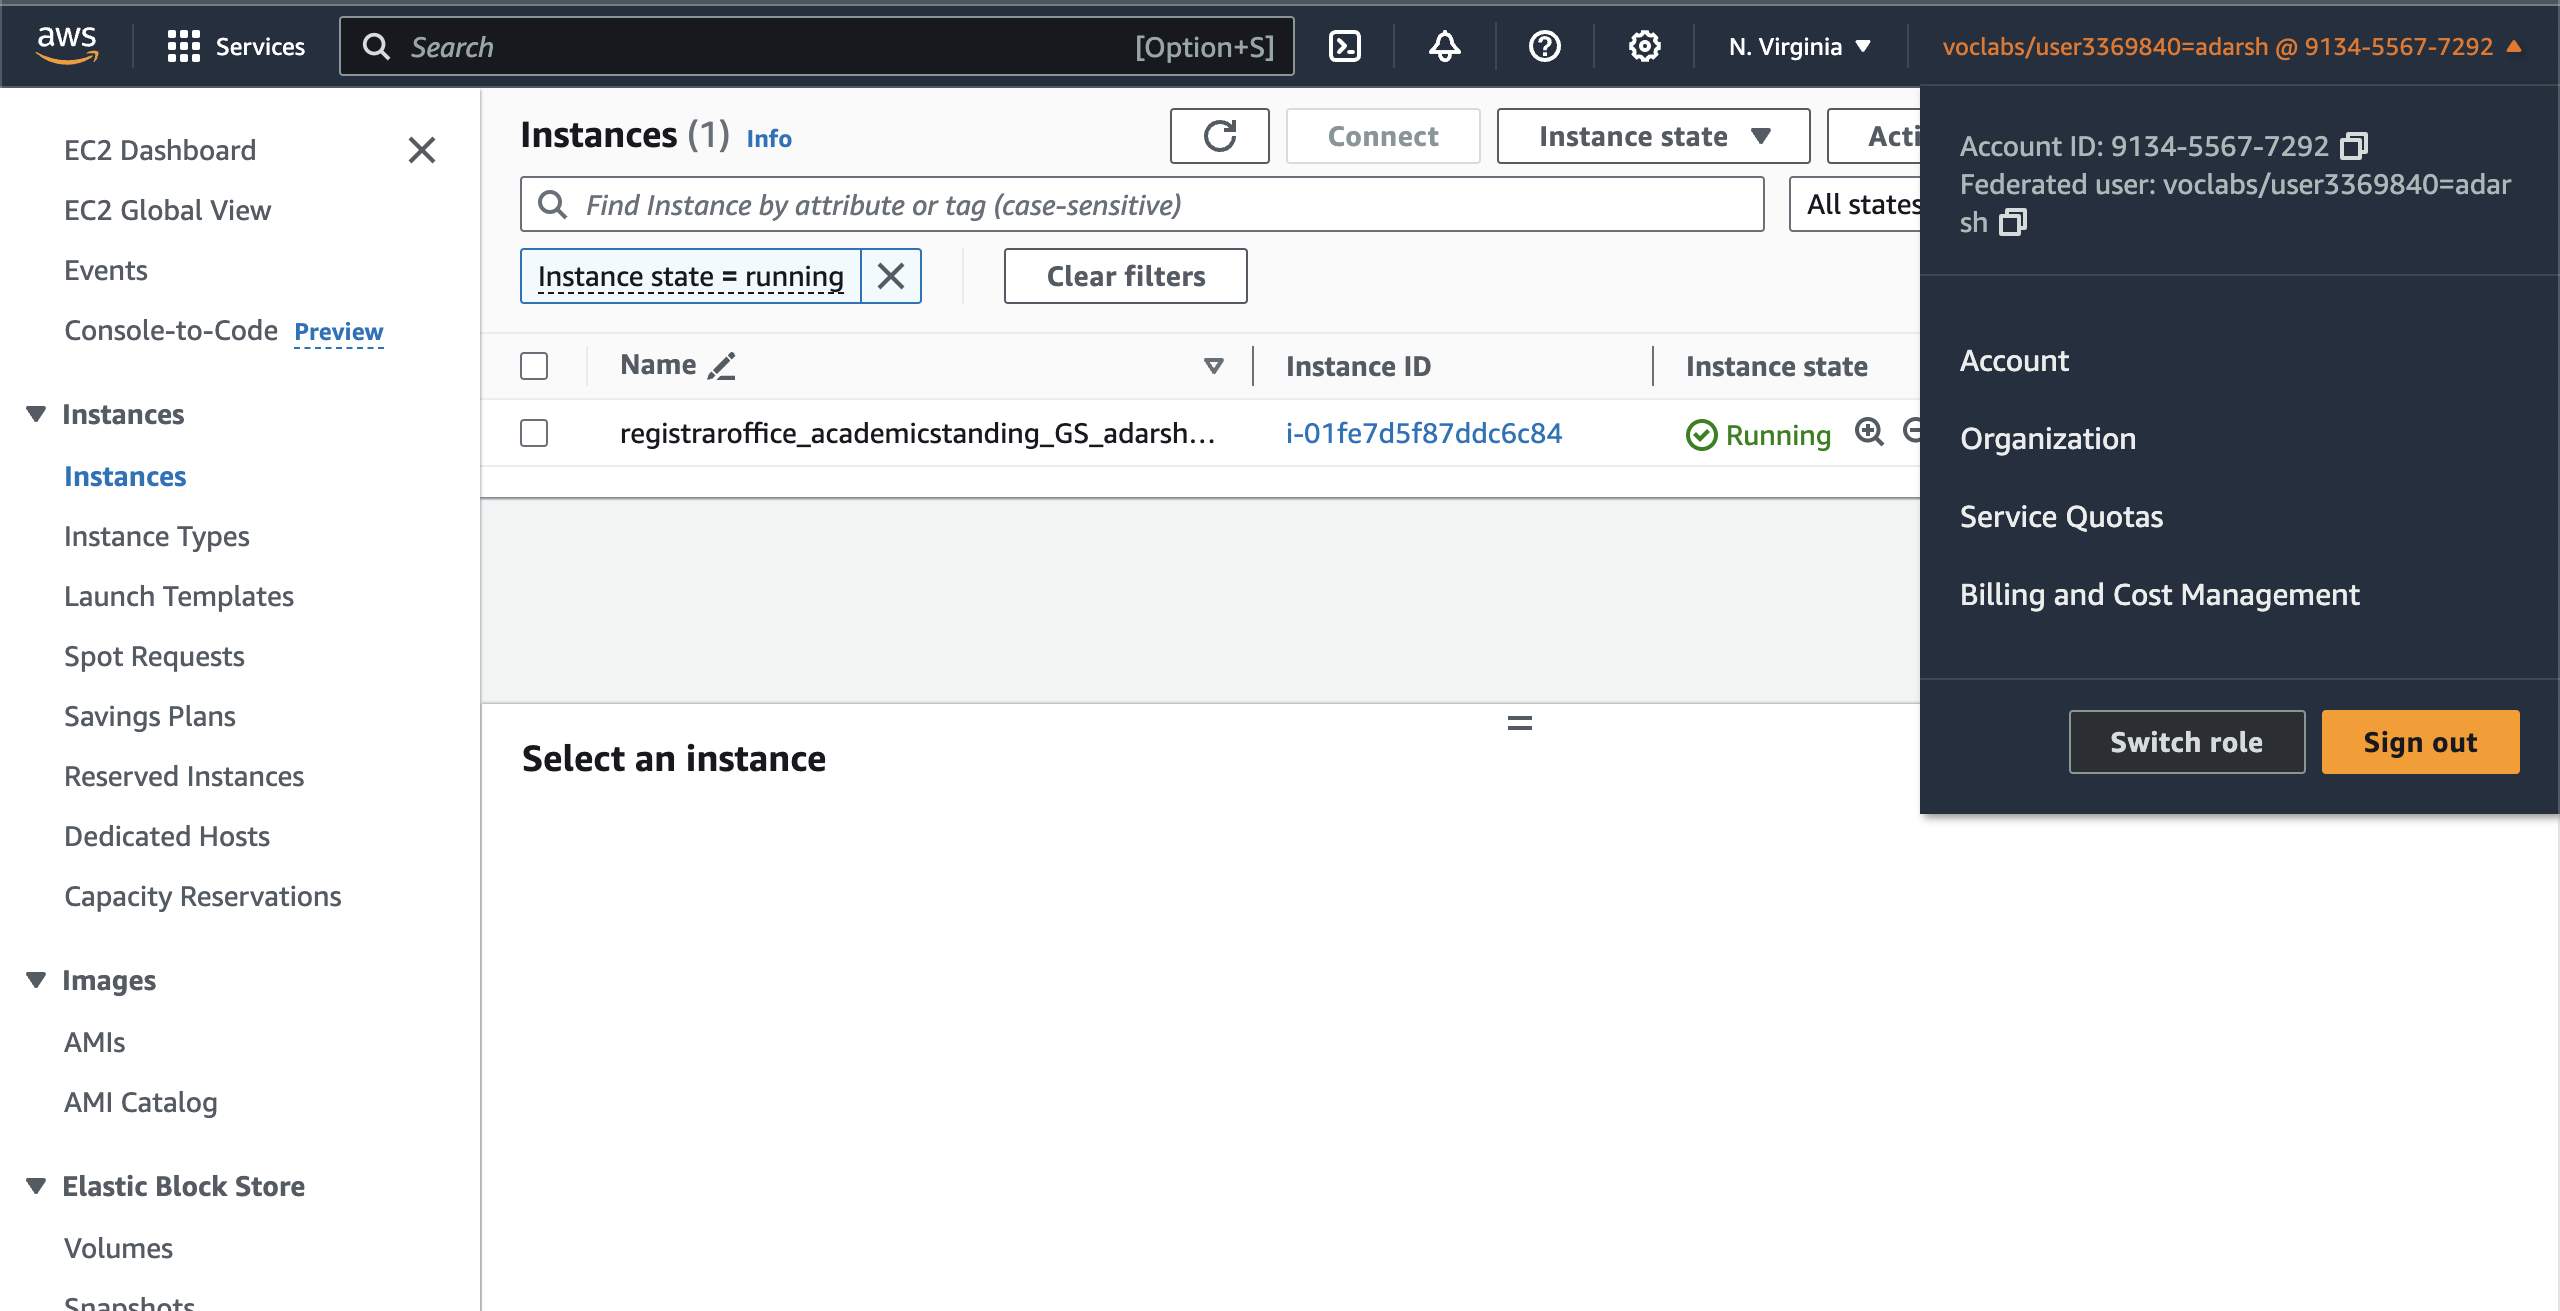 aws
Services
Search [Option+S]
N. Virginia
voclabs/user3369840=adarsh @ 9134-5567-7292
EC2 Dashboard
EC2 Global View
Events
Console-to-Code Preview
Instances
Instances
Instance Types
Launch Templates
Spot Requests
Savings Plans
Reserved Instances
Dedicated Hosts
Capacity Reservations
Images
AMIs
AMI Catalog
Elastic Block Store
Volumes
Snapshots
Instances (1) Info
Connect
Instance state
Acti
Find Instance by attribute or tag (case-sensitive)
All states
Instance state = running
Clear filters
Name Instance ID Instance state
registraroffice_academicstanding_GS_adarsh... i-01fe7d5f87ddc6c84 Running
Select an instance
Account ID: 9134-5567-7292
Federated user: voclabs/user3369840=adar
sh
Account
Organization
Service Quotas
Billing and Cost Management
Switch role
Sign out